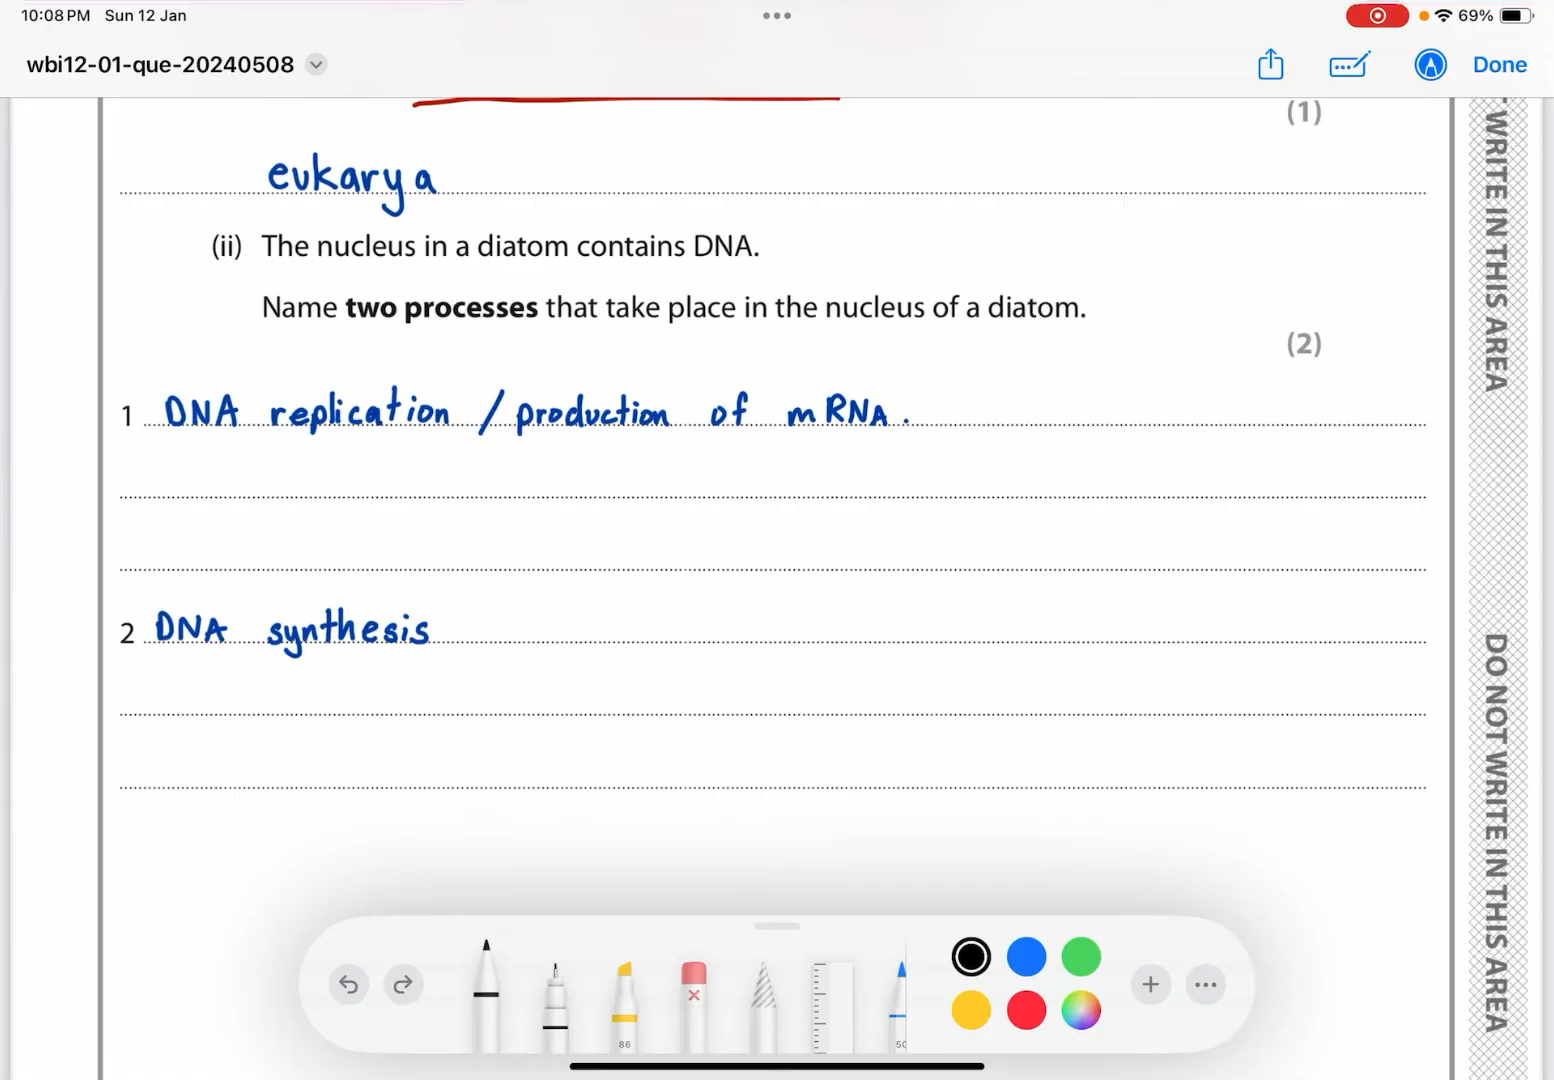 10:08 PM Sun 12 Jan
69%
wbi12-01-que-20240508
Done
(1)
eukarya
(ii) The nucleus in a diatom contains DNA.
Name two processes that take place in the nucleus of a diatom.
(2)
1 DNA replication / production of mRNA.
2 DNA synthesis
WRITE IN THIS AREA
DO NOT WRITE IN THIS AREA
86
50